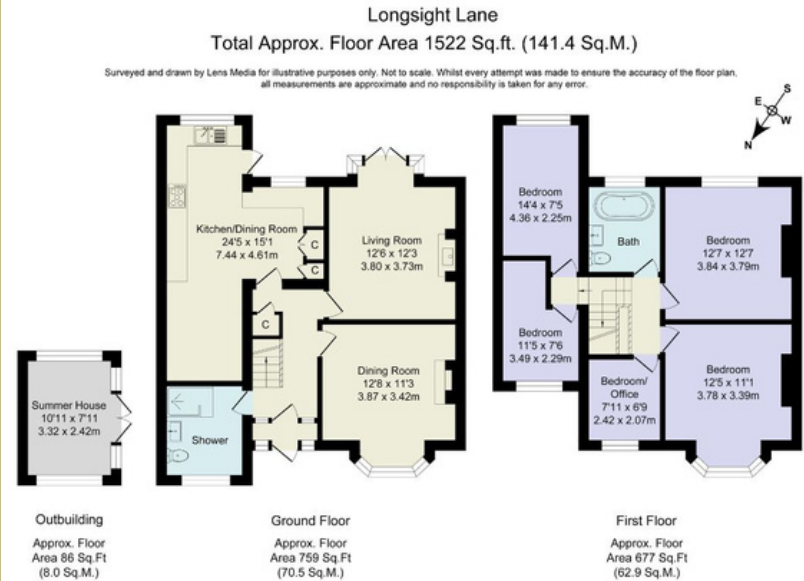 Longsight Lane
Total Approx. Floor Area 1522 Sq.ft. (141.4 Sq.M.)
Surveyed and drawn by Lens Media for illustrative purposes only. Not to scale. Whilst every attempt was made to ensure the accuracy of the floor plan,
all measurements are approximate and no responsibility is taken for any error.
S
E
W
N
Kitchen/Dining Room
24'5 x 15'1
7.44 x 4.61m
C
C
C
Living Room
12'6 x 12'3
3.80 x 3.73m
Dining Room
12'8 x 11'3
3.87 x 3.42m
Shower
Summer House
10'11 x 7'11
3.32 x 2.42m
Bedroom
14'4 x 7'5
4.36 x 2.25m
Bath
Bedroom
12'7 x 12'7
3.84 x 3.79m
Bedroom
11'5 x 7'6
3.49 x 2.29m
Bedroom/
Office
7'11 x 6'9
2.42 x 2.07m
Bedroom
12'5 x 11'1
3.78 x 3.39m
Outbuilding
Approx. Floor
Area 86 Sq.Ft
(8.0 Sq.M.)
Ground Floor
Approx. Floor
Area 759 Sq.Ft
(70.5 Sq.M.)
First Floor
Approx. Floor
Area 677 Sq.Ft
(62.9 Sq.M.)